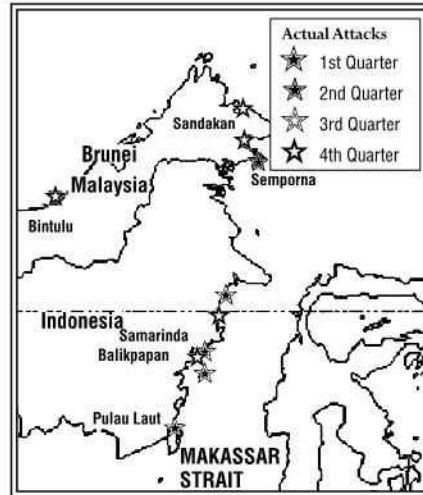 Actual Attacks
1st Quarter
2nd Quarter
3rd Quarter
4th Quarter
Sandakan
Brunei
Malaysia
Semporna
Bintulu
Indonesia
Samarinda
Balikpapan
Pulau Laut
MAKASSAR
STRAIT